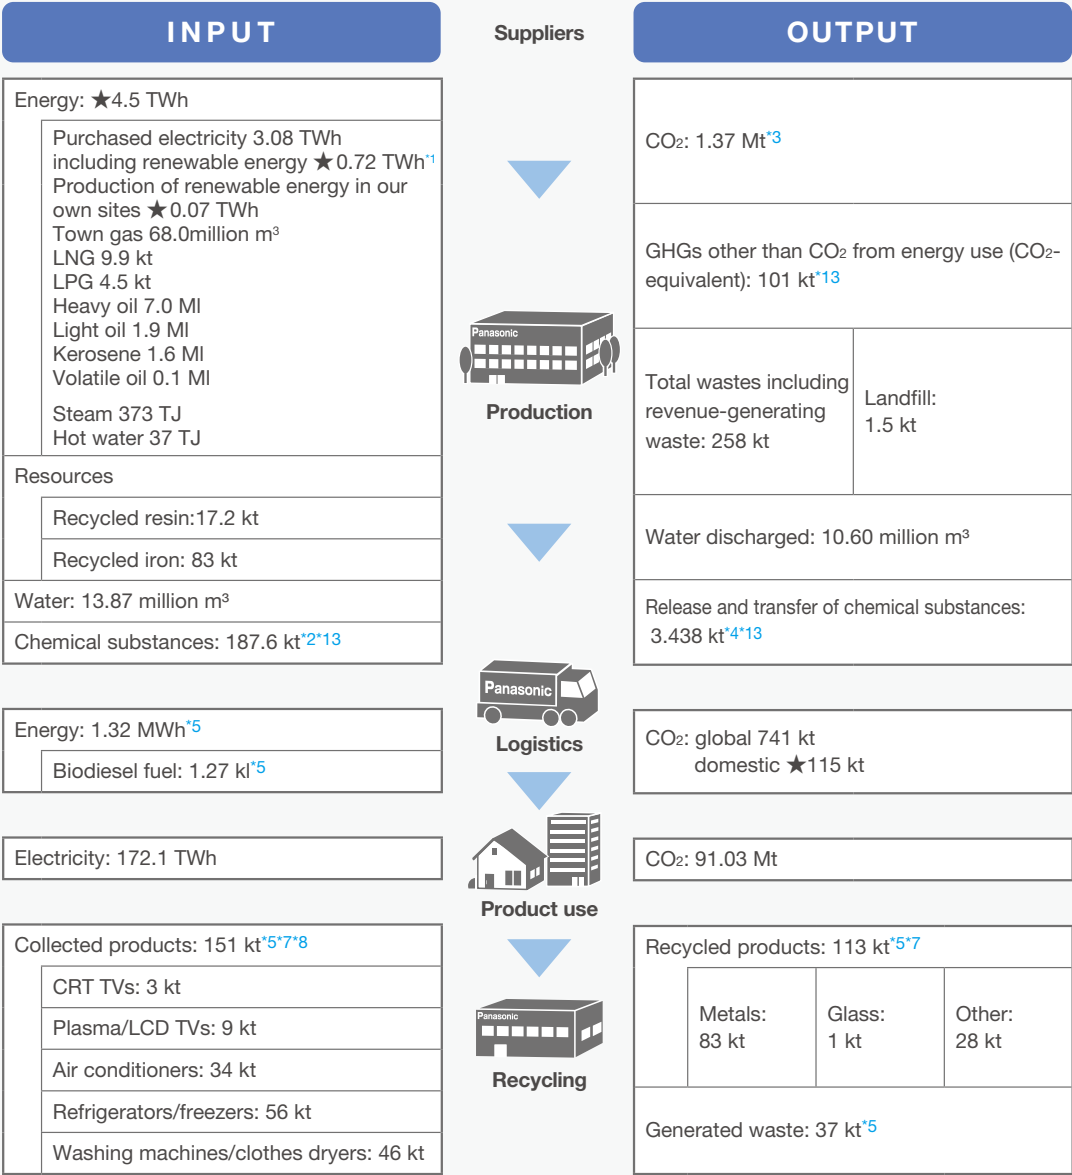 INPUT
Suppliers
OUTPUT
Energy: ★4.5 TWh
Purchased electricity 3.08 TWh
including renewable energy ★0.72 TWh*1
Production of renewable energy in our
own sites ★0.07 TWh
Town gas 68.0million m³
LNG 9.9 kt
LPG 4.5 kt
Heavy oil 7.0 Ml
Light oil 1.9 Ml
Kerosene 1.6 Ml
Volatile oil 0.1 Ml
Steam 373 TJ
Hot water 37 TJ
Resources
Recycled resin:17.2 kt
Recycled iron: 83 kt
Water: 13.87 million m³
Chemical substances: 187.6 kt*2*13
Panasonic
Production
CO₂: 1.37 Mt*3
GHGs other than CO₂ from energy use (CO₂-
equivalent): 101 kt*13
Total wastes including
revenue-generating
waste: 258 kt
Landfill:
1.5 kt
Water discharged: 10.60 million m³
Release and transfer of chemical substances:
3.438 kt*4*13
Energy: 1.32 MWh*5
Biodiesel fuel: 1.27 kl*5
Panasonic
Logistics
CO₂: global 741 kt
domestic ★115 kt
Electricity: 172.1 TWh
Product use
CO₂: 91.03 Mt
Collected products: 151 kt*5*7*8
CRT TVs: 3 kt
Plasma/LCD TVs: 9 kt
Air conditioners: 34 kt
Refrigerators/freezers: 56 kt
Washing machines/clothes dryers: 46 kt
Panasonic
Recycling
Recycled products: 113 kt*5*7
Metals:
83 kt
Glass:
1 kt
Other:
28 kt
Generated waste: 37 kt*5